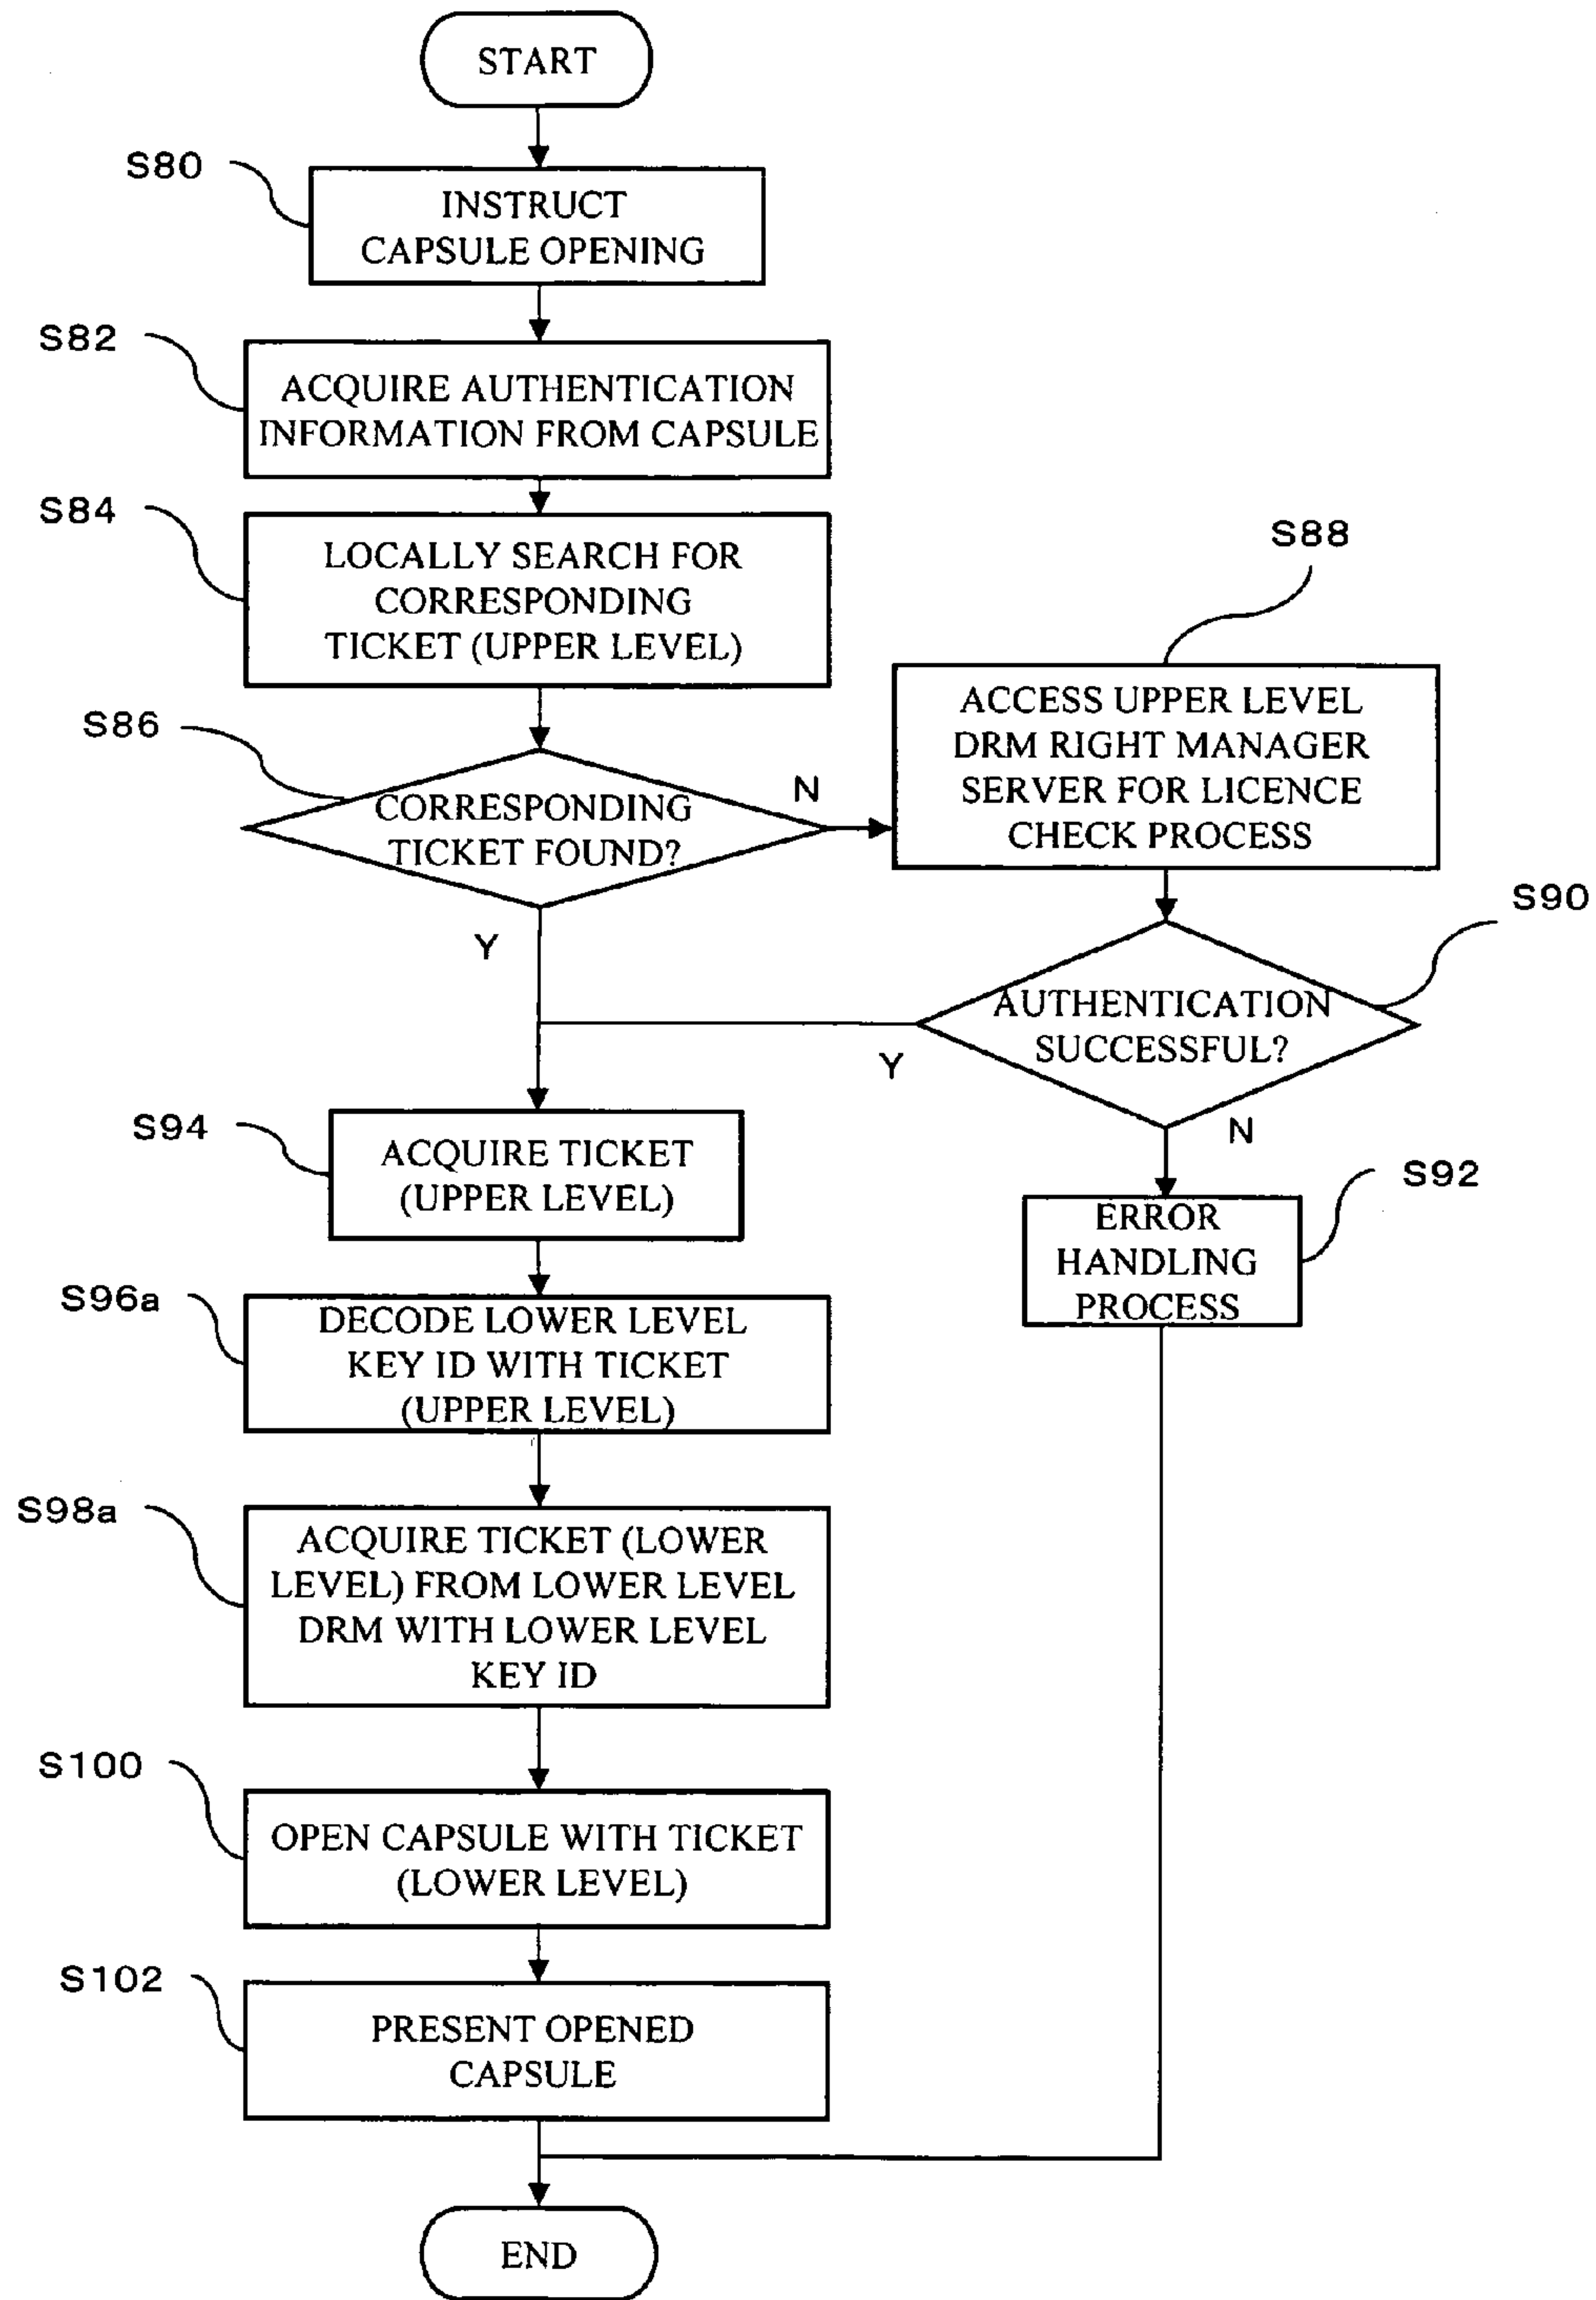 START
S80
INSTRUCT
CAPSULE OPENING
S82
ACQUIRE AUTHENTICATION
INFORMATION FROM CAPSULE
S84
LOCALLY SEARCH FOR
CORRESPONDING
TICKET (UPPER LEVEL)
S86
CORRESPONDING
TICKET FOUND?
N
Y
S88
ACCESS UPPER LEVEL
DRM RIGHT MANAGER
SERVER FOR LICENCE
CHECK PROCESS
S90
AUTHENTICATION
SUCCESSFUL?
Y
N
S92
ERROR
HANDLING
PROCESS
S94
ACQUIRE TICKET
(UPPER LEVEL)
S96a
DECODE LOWER LEVEL
KEY ID WITH TICKET
(UPPER LEVEL)
S98a
ACQUIRE TICKET (LOWER
LEVEL) FROM LOWER LEVEL
DRM WITH LOWER LEVEL
KEY ID
S100
OPEN CAPSULE WITH TICKET
(LOWER LEVEL)
S102
PRESENT OPENED
CAPSULE
END